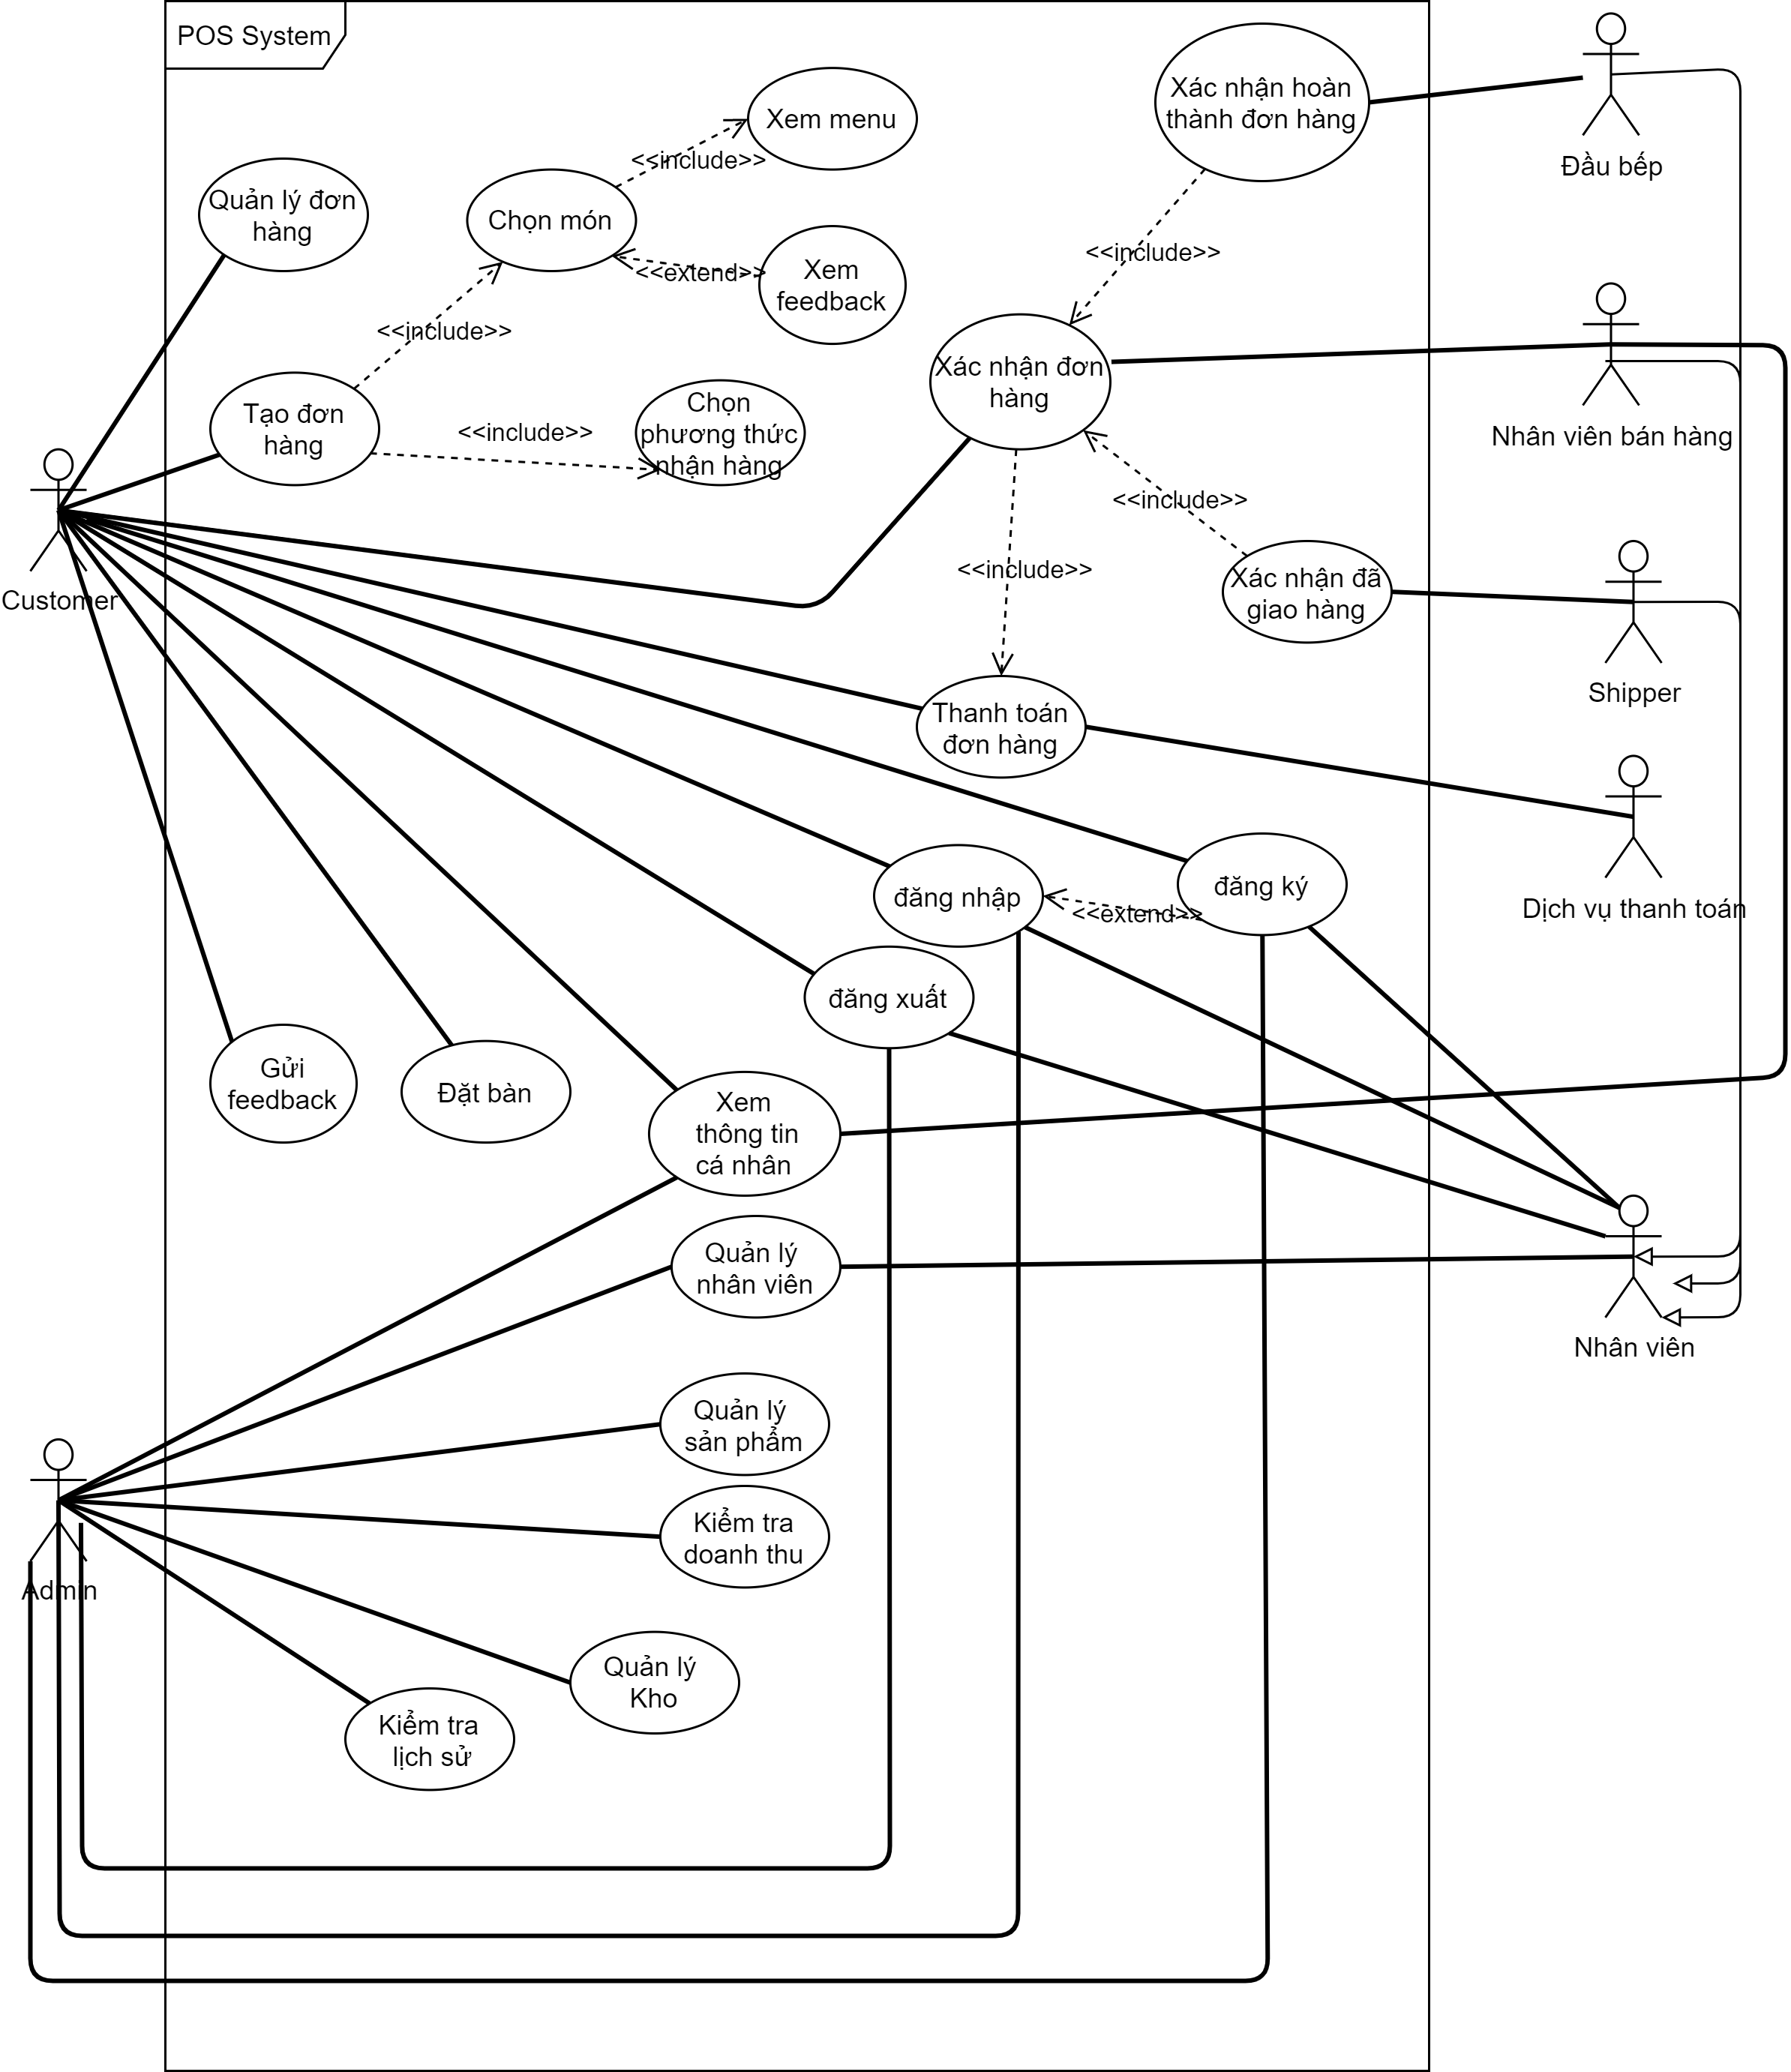 POS System
Xác nhận hoàn
thành đơn hàng
Xem menu
<<include>>
Đầu bếp
Quản lý đơn
hàng
Chọn món
<<include>>
<<extend>>
Xem
feedback
<<include>>
Xác nhận đơn
hàng
Tạo đơn
hàng
<<include>>
Chọn
phương thức
nhận hàng
Nhân viên bán hàng
<<include>>
<<include>>
Xác nhận đã
giao hàng
Customer
Shipper
Thanh toán
đơn hàng
đăng nhập
<<extend>>
đăng ký
Dịch vụ thanh toán
đăng xuất
Gửi
feedback
Đặt bàn
Xem
thông tin
cá nhân
Quản lý
nhân viên
Nhân viên
Quản lý
sản phẩm
Kiểm tra
doanh thu
Admin
Quản lý
Kho
Kiểm tra
lịch sử